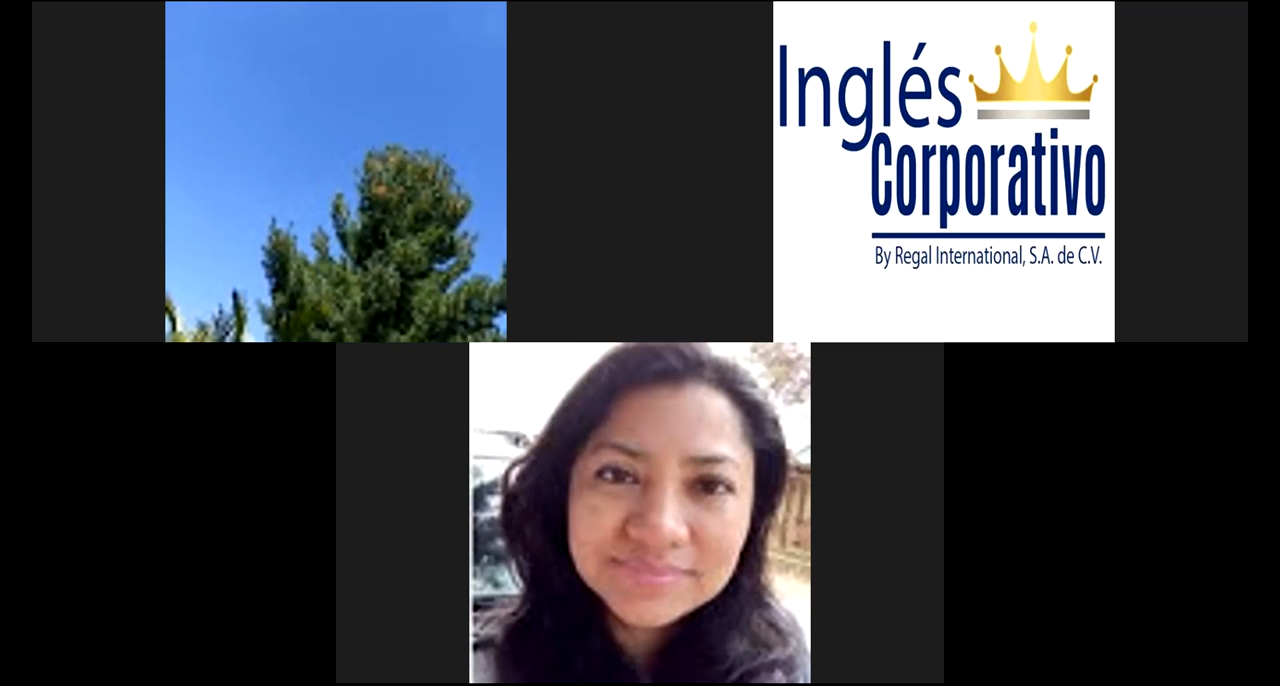 Inglés
Corporativo
By Regal International, S.A. de C.V.